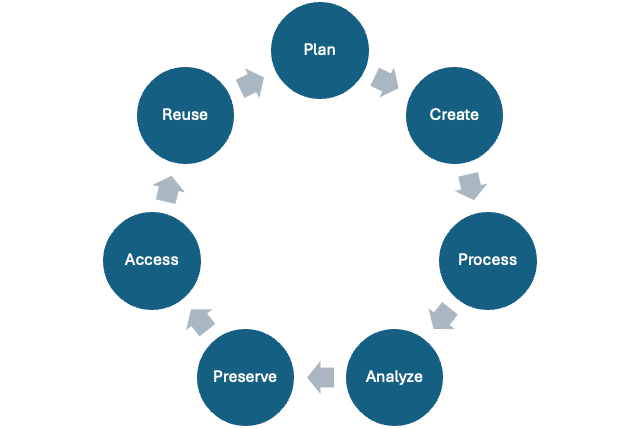 Plan
Create
Process
Analyze
Preserve
Access
Reuse